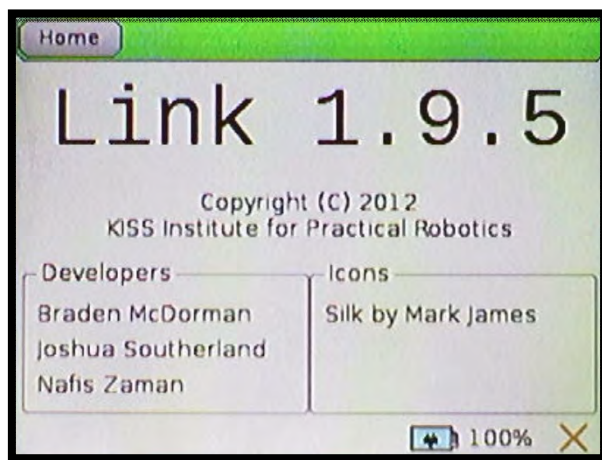 Home
Link 1.9.5
Copyright (C) 2012
KISS Institute for Practical Robotics
Developers
Braden McDorman
Joshua Southerland
Nafis Zaman
Icons
Silk by Mark James
100%